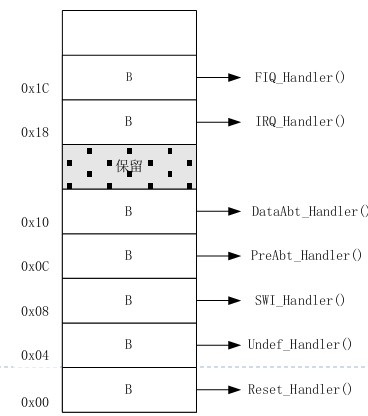 0x1C B FIQ_Handler()
0x18 B IRQ_Handler()
保留
0x10 B DataAbt_Handler()
0x0C B PreAbt_Handler()
0x08 B SWI_Handler()
0x04 B Undef_Handler()
0x00 B Reset_Handler()